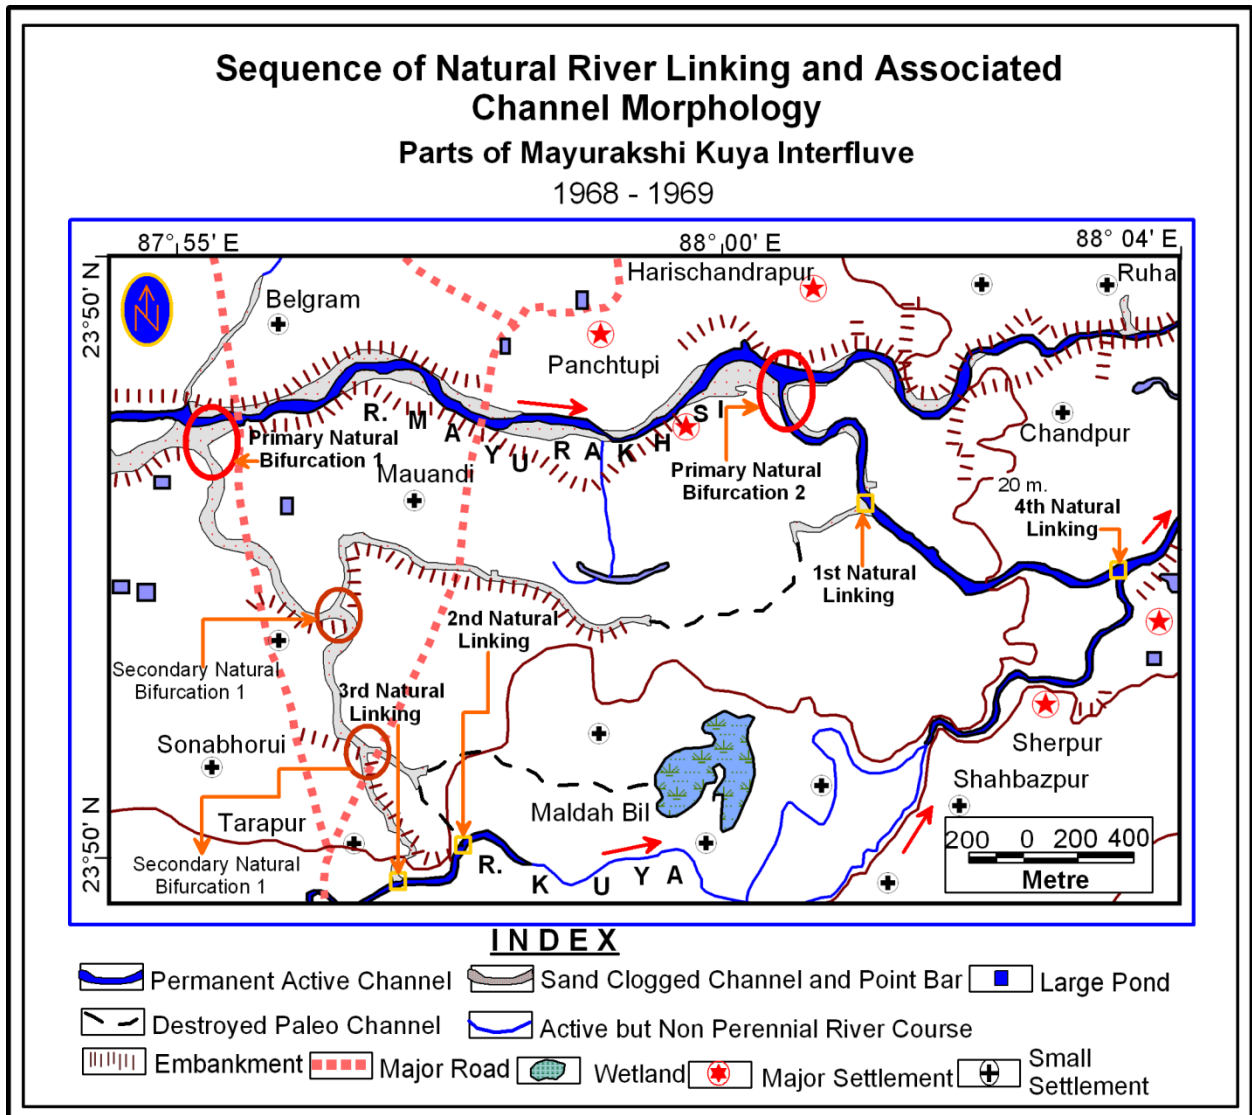 Sequence of Natural River Linking and Associated
Channel Morphology
Parts of Mayurakshi Kuya Interfluve
1968 - 1969
87° 55' E
88° 00' E
88° 04' E
23°50' N
N
Belgram
Harischandrapur
Ruha
Panchtupi
R. MAYURAKHSI
Primary Natural
Bifurcation 1
Mauandi
Chandpur
Primary Natural
Bifurcation 2
20 m.
4th Natural
Linking
1st Natural
Linking
2nd Natural
Linking
Secondary Natural
Bifurcation 1
3rd Natural
Linking
Sonabhorui
Sherpur
Shahbazpur
Maldah Bil
Tarapur
23°50' N
Secondary Natural
Bifurcation 1
R. KUYA
200 0 200 400
Metre
INDEX
Permanent Active Channel
Sand Clogged Channel and Point Bar
Large Pond
Destroyed Paleo Channel
Active but Non Perennial River Course
Embankment
Major Road
Wetland
Major Settlement
Small
Settlement